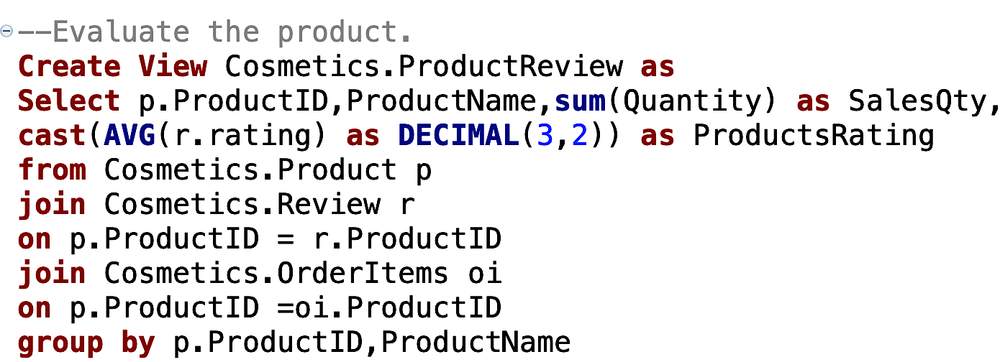 --Evaluate the product.
Create View Cosmetics.ProductReview as
Select p.ProductID,ProductName,sum(Quantity) as SalesQty,
cast(AVG(r.rating) as DECIMAL(3,2)) as ProductsRating
from Cosmetics.Product p
join Cosmetics.Review r
on p.ProductID = r.ProductID
join Cosmetics.OrderItems oi
on p.ProductID =oi.ProductID
group by p.ProductID,ProductName